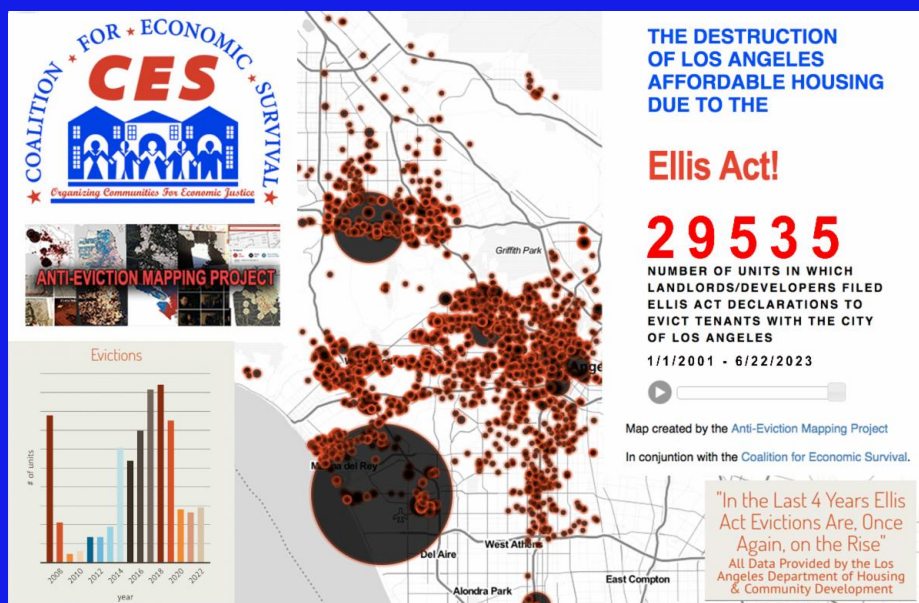 COALITION ★ FOR ★ ECONOMIC ★ SURVIVAL
CES
Organizing Communities For Economic Justice
ANTI-EVICTION MAPPING PROJECT
Evictions
# of units
2008
2010
2012
2014
2016
2018
2020
2022
year
Griffith Park
Del Aire
West Athens
Alondra Park
East Compton
THE DESTRUCTION
OF LOS ANGELES
AFFORDABLE HOUSING
DUE TO THE
Ellis Act!
29535
NUMBER OF UNITS IN WHICH
LANDLORDS/DEVELOPERS FILED
ELLIS ACT DECLARATIONS TO
EVICT TENANTS WITH THE CITY
OF LOS ANGELES
1/1/2001 - 6/22/2023
Map created by the Anti-Eviction Mapping Project
In conjuntion with the Coalition for Economic Survival.
"In the Last 4 Years Ellis
Act Evictions Are, Once
Again, on the Rise"
All Data Provided by the Los
Angeles Department of Housing
& Community Development